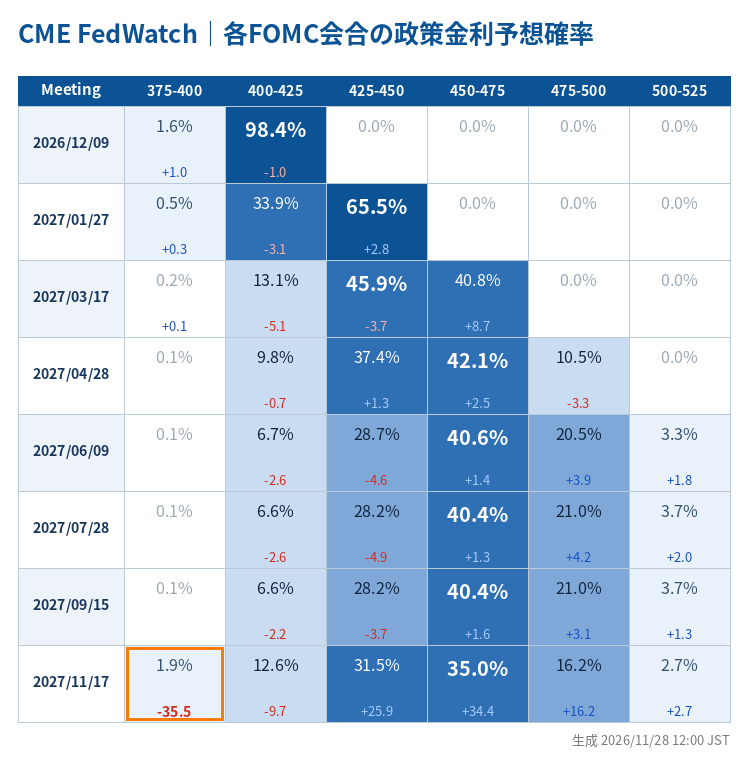 CME FedWatch｜各FOMC会合の政策金利予想確率
Meeting 375-400 400-425 425-450 450-475 475-500 500-525
2026/12/09 1.6% 98.4% 0.0% 0.0% 0.0% 0.0%
+1.0 -1.0
2027/01/27 0.5% 33.9% 65.5% 0.0% 0.0% 0.0%
+0.3 -3.1 +2.8
2027/03/17 0.2% 13.1% 45.9% 40.8% 0.0% 0.0%
+0.1 -5.1 -3.7 +8.7
2027/04/28 0.1% 9.8% 37.4% 42.1% 10.5% 0.0%
-0.7 +1.3 +2.5 -3.3
2027/06/09 0.1% 6.7% 28.7% 40.6% 20.5% 3.3%
-2.6 -4.6 +1.4 +3.9 +1.8
2027/07/28 0.1% 6.6% 28.2% 40.4% 21.0% 3.7%
-2.6 -4.9 +1.3 +4.2 +2.0
2027/09/15 0.1% 6.6% 28.2% 40.4% 21.0% 3.7%
-2.2 -3.7 +1.6 +3.1 +1.3
2027/11/17 1.9% 12.6% 31.5% 35.0% 16.2% 2.7%
-35.5 -9.7 +25.9 +34.4 +16.2 +2.7
生成 2026/11/28 12:00 JST